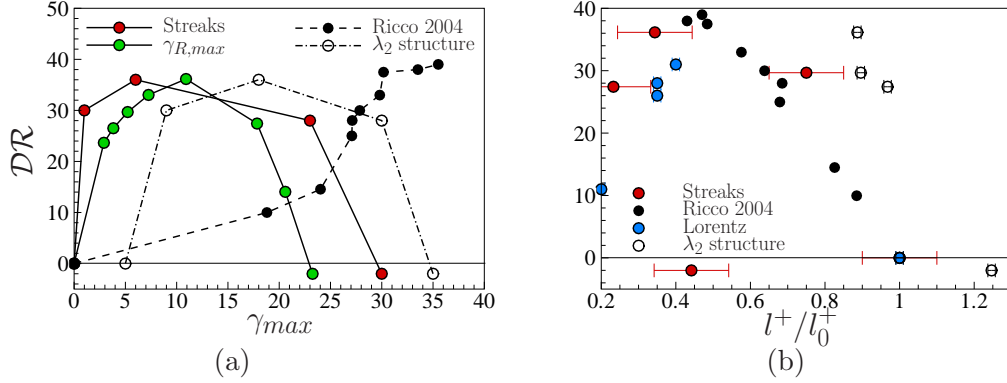 Streaks
γR,max
Ricco 2004
λ2 structure
60
50
40
30
20
10
0
DR
0 5 10 15 20 25 30 35 40
γmax
(a)
40
30
20
10
0
Streaks
Ricco 2004
Lorentz
λ2 structure
0.2 0.4 0.6 0.8 1 1.2
l+/l0+
(b)